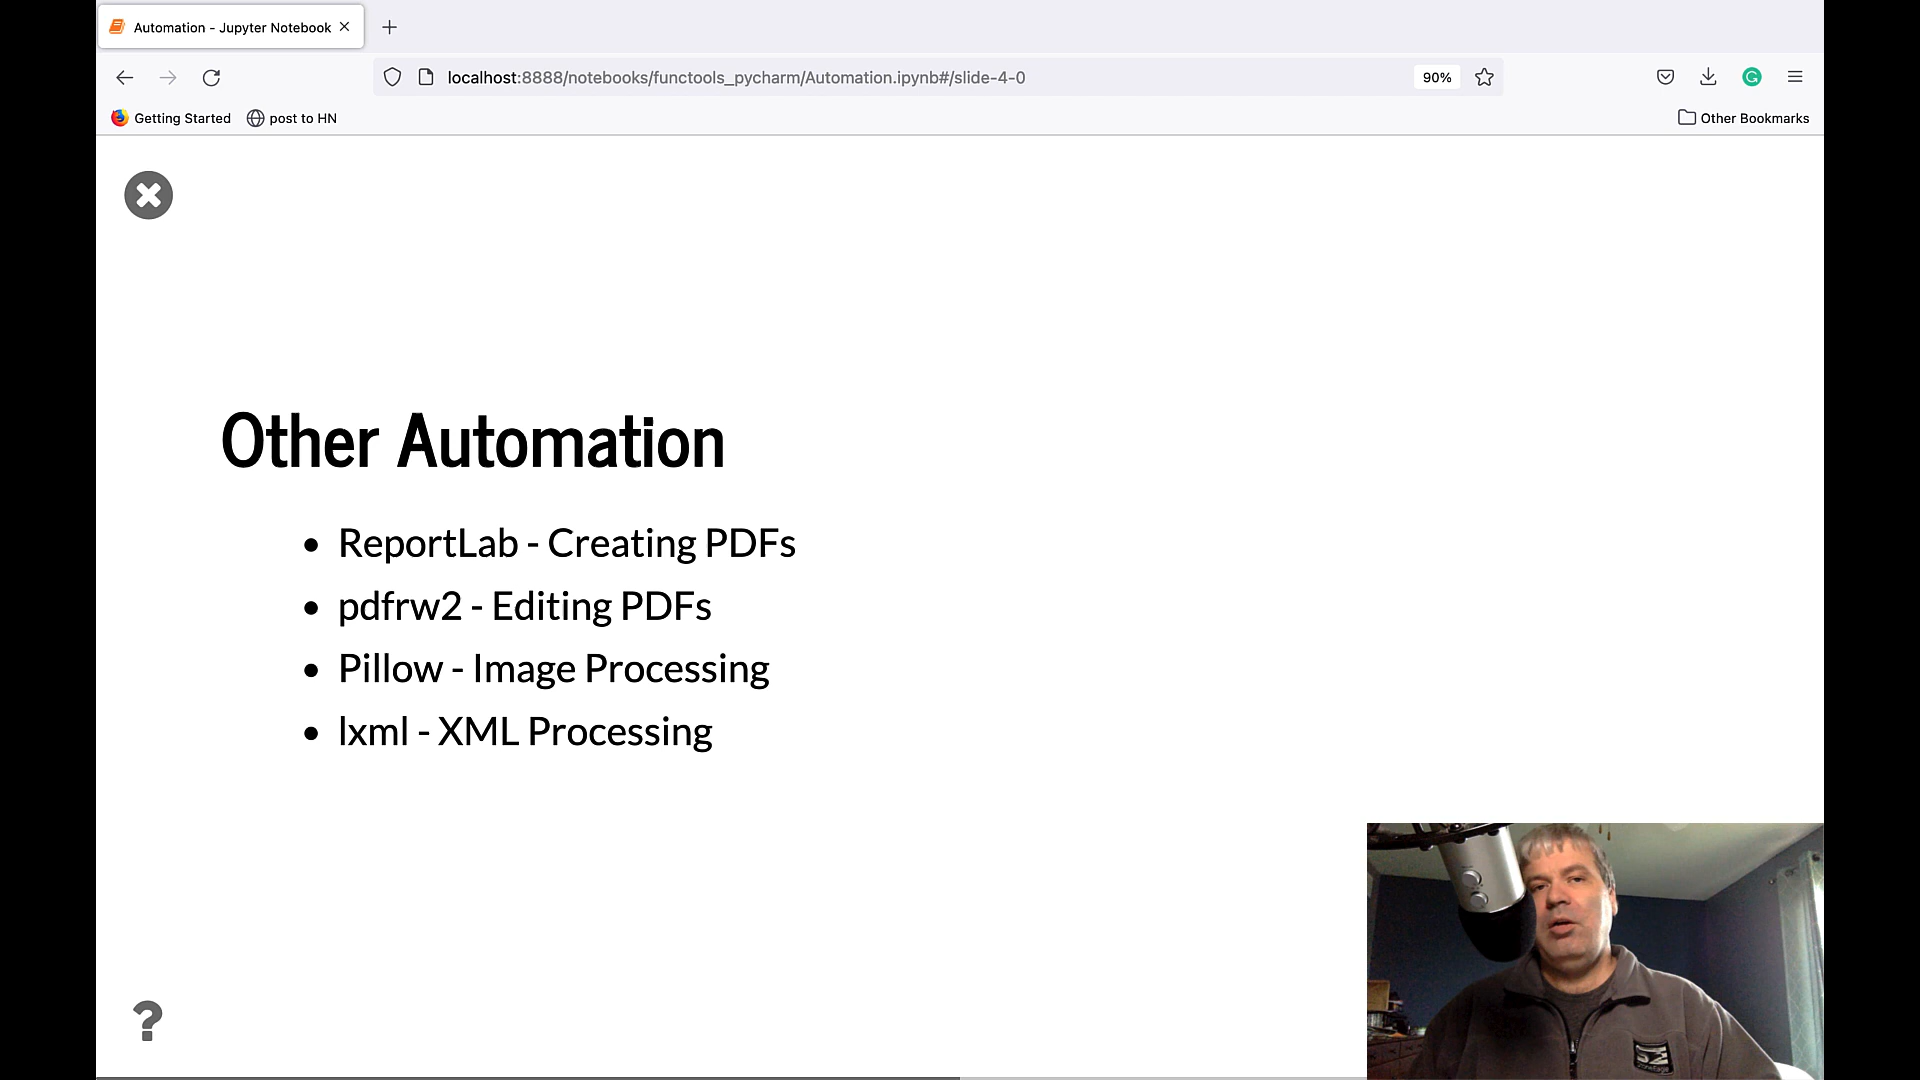 Automation - Jupyter Notebook
localhost:8888/notebooks/functools_pycharm/Automation.ipynb#/slide-4-0
90%
Getting Started
post to HN
Other Bookmarks
Other Automation
• ReportLab - Creating PDFs
• pdfrw2 - Editing PDFs
• Pillow - Image Processing
• lxml - XML Processing
?